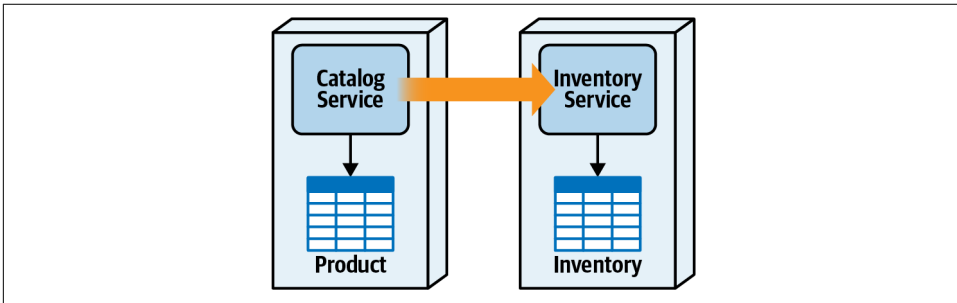 Catalog
Service
Inventory
Service
Product
Inventory